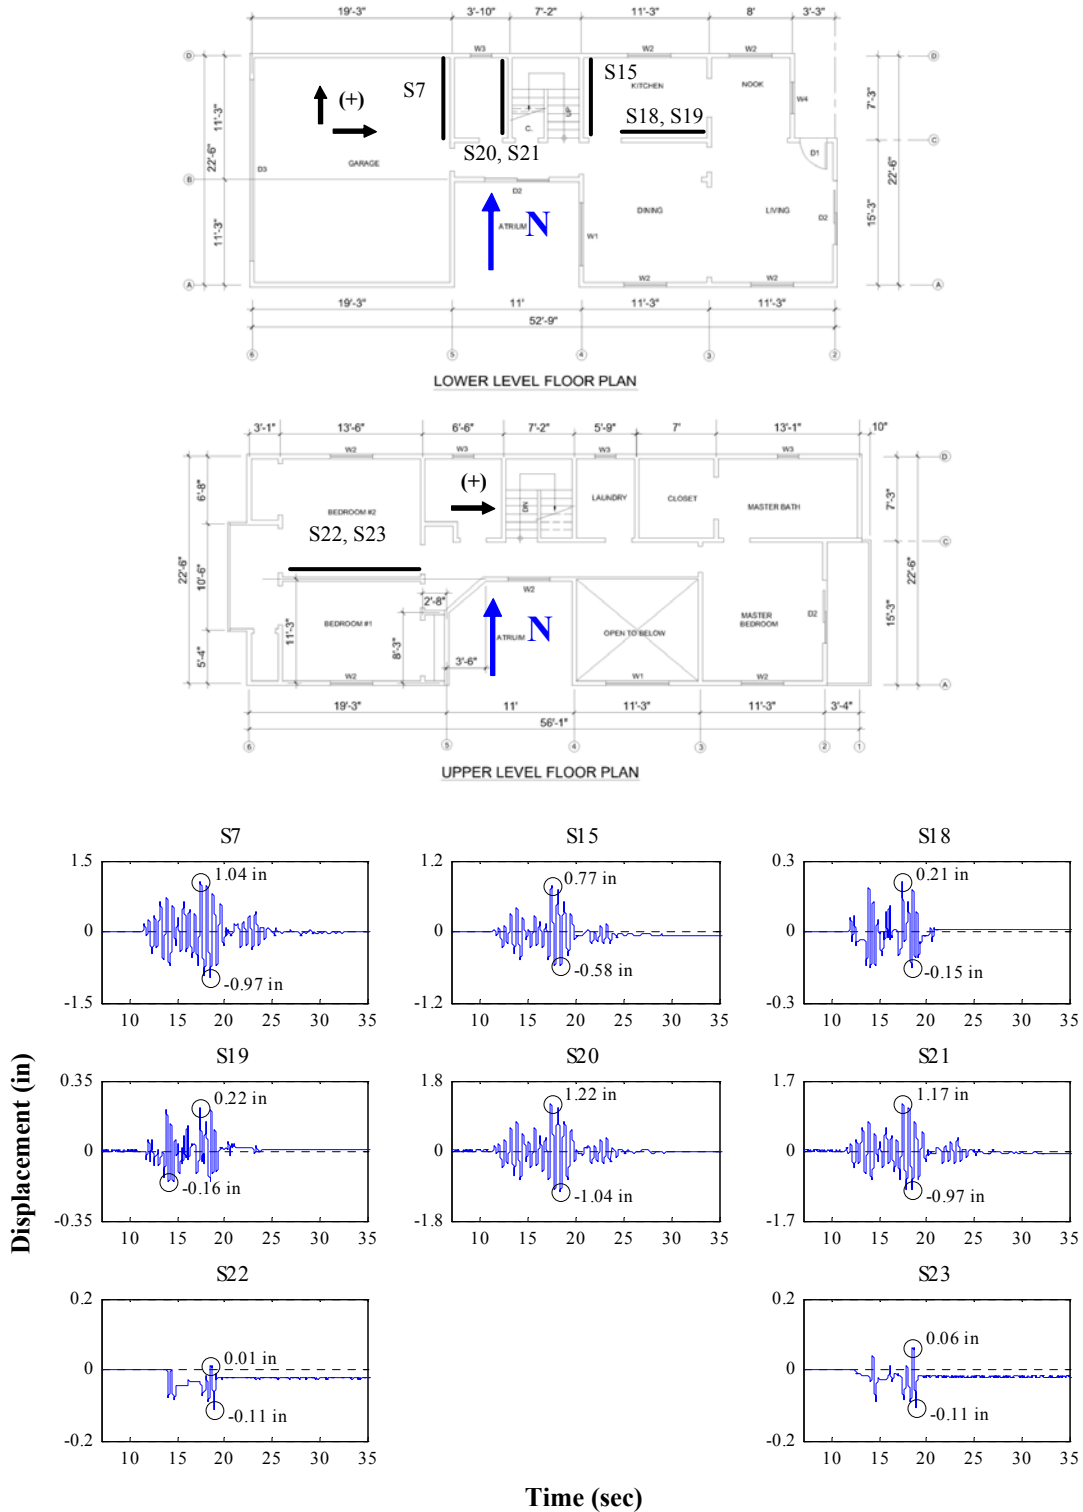 19'-3" 3'-10" 7'-2" 11'-3" 8' 3'-3"
W3 W2 W2
D D
S7 S15 KITCHEN NOOK
(+) W4
11'-3" 7'-3"
S18, S19
UP
C.
C
S20, S21 D1
22'-6" GARAGE 22'-6"
B D3 D2
ATRIUM N DINING LIVING D2
11'-3" W1 15'-3"
W2 W2
A A
19'-3" 11' 11'-3" 11'-3"
52'-9"
6 5 4 3 2
LOWER LEVEL FLOOR PLAN
3'-1" 13'-6" 6'-6" 7'-2" 5'-9" 7' 13'-1" 10"
W2 W3 W3 W3
D
6'-8" (+) 7'-3"
BEDROOM #2 DN LAUNDRY CLOSET MASTER BATH
S22, S23
C
22'-6" 10'-6" 22'-6"
W2
2'-8" D2
11'-3" BEDROOM #1 8'-3" ATRIUM N OPEN TO BELOW MASTER BEDROOM 15'-3"
5'-4" 3'-6"
W2 W1 W2
A
19'-3" 11' 11'-3" 11'-3" 3'-4"
56'-1"
6 5 4 3 2 1
UPPER LEVEL FLOOR PLAN
S7
1.5
0
-1.5
1.04 in
-0.97 in
10 15 20 25 30 35
S15
1.2
0
-1.2
0.77 in
-0.58 in
10 15 20 25 30 35
S18
0.3
0
-0.3
0.21 in
-0.15 in
10 15 20 25 30 35
S19
0.35
0
-0.35
0.22 in
-0.16 in
10 15 20 25 30 35
S20
1.8
0
-1.8
1.22 in
-1.04 in
10 15 20 25 30 35
S21
1.7
0
-1.7
1.17 in
-0.97 in
10 15 20 25 30 35
S22
0.2
0
-0.2
0.01 in
-0.11 in
10 15 20 25 30 35
S23
0.2
0
-0.2
0.06 in
-0.11 in
10 15 20 25 30 35
Displacement (in)
Time (sec)